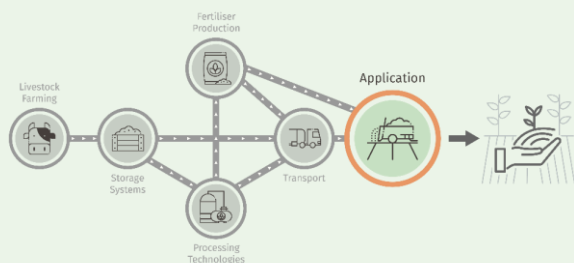 Fertiliser
Production
Application
Livestock
Farming
Storage
Systems
Transport
Processing
Technologies